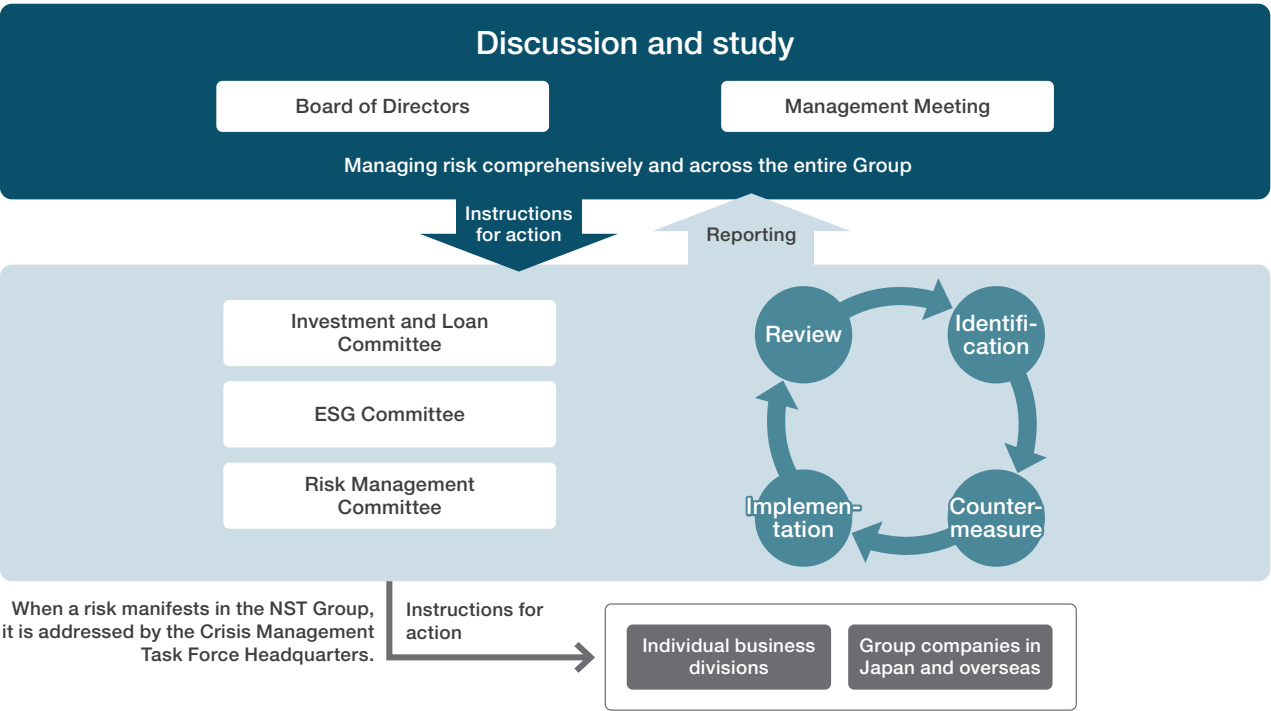 Discussion and study
Board of Directors
Management Meeting
Managing risk comprehensively and across the entire Group
Instructions
for action
Reporting
Investment and Loan
Committee
ESG Committee
Risk Management
Committee
Review
Identifi-
cation
Counter-
measure
Implemen-
tation
When a risk manifests in the NST Group,
it is addressed by the Crisis Management
Task Force Headquarters.
Instructions for
action
Individual business
divisions
Group companies in
Japan and overseas